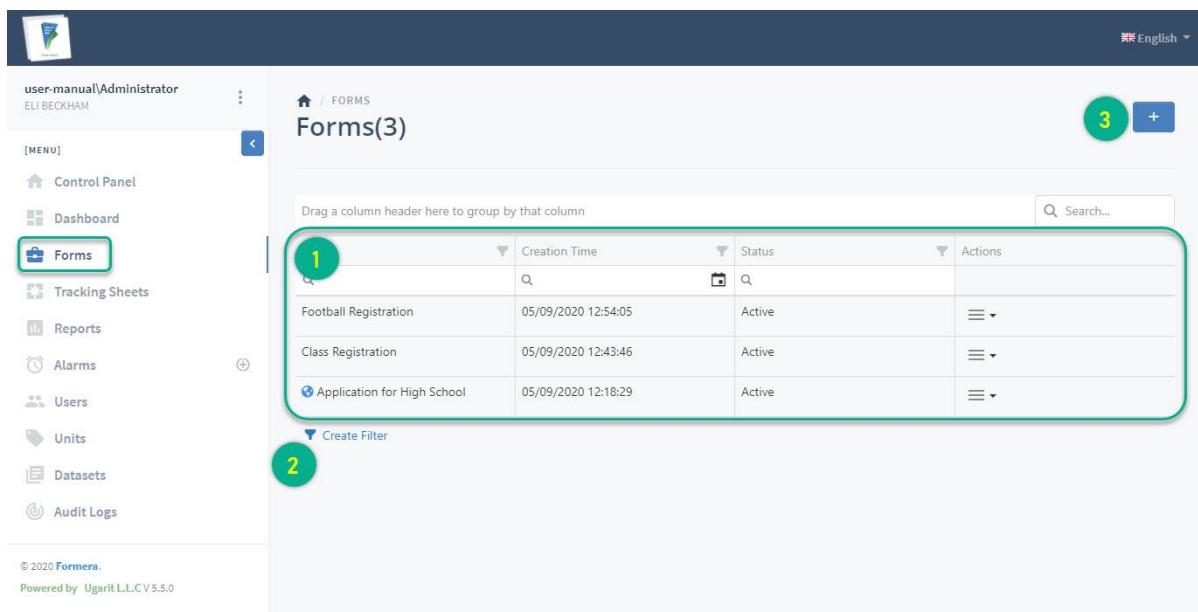 English
user-manual\Administrator
ELI BECKHAM
[MENU]
Control Panel
Dashboard
Forms
Tracking Sheets
Reports
Alarms
Users
Units
Datasets
Audit Logs
© 2020 Formera.
Powered by Ugarit L.L.C V 5.5.0
/ FORMS
Forms(3)
3 +
Drag a column header here to group by that column
Search...
1 Creation Time Status Actions
Football Registration 05/09/2020 12:54:05 Active
Class Registration 05/09/2020 12:43:46 Active
Application for High School 05/09/2020 12:18:29 Active
Create Filter
2